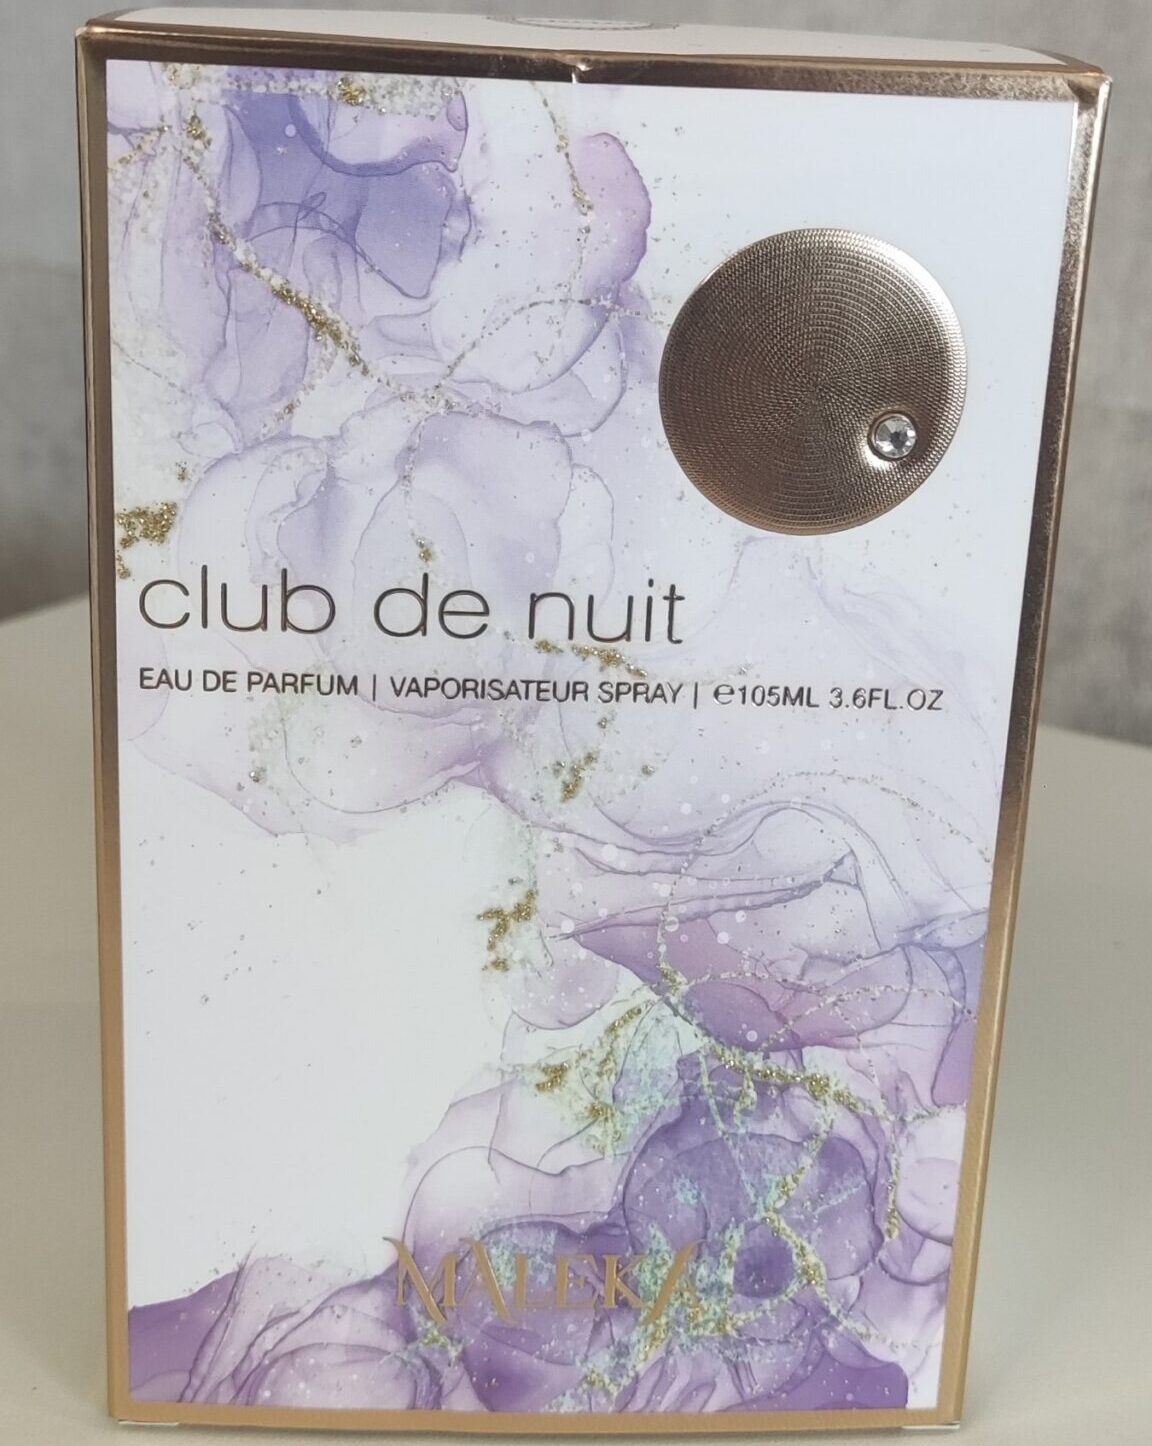 club de nuit
EAU DE PARFUM | VAPORISATEUR SPRAY | ℮105ML 3.6FL.OZ
MALEKA